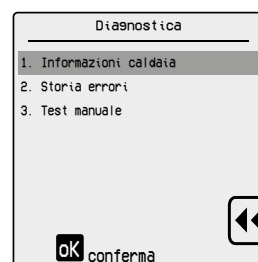 Diagnostica
1. Informazioni caldaia
2. Storia errori
3. Test manuale
OK conferma